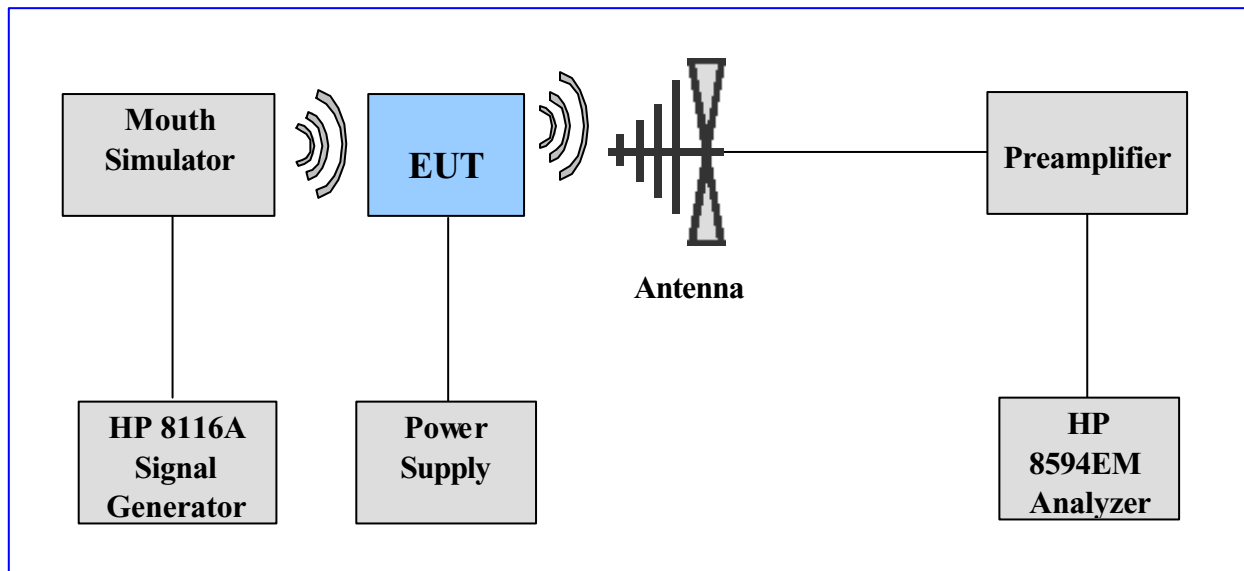 Mouth
Simulator
EUT
Preamplifier
Antenna
HP 8116A
Signal
Generator
Power
Supply
HP
8594EM
Analyzer